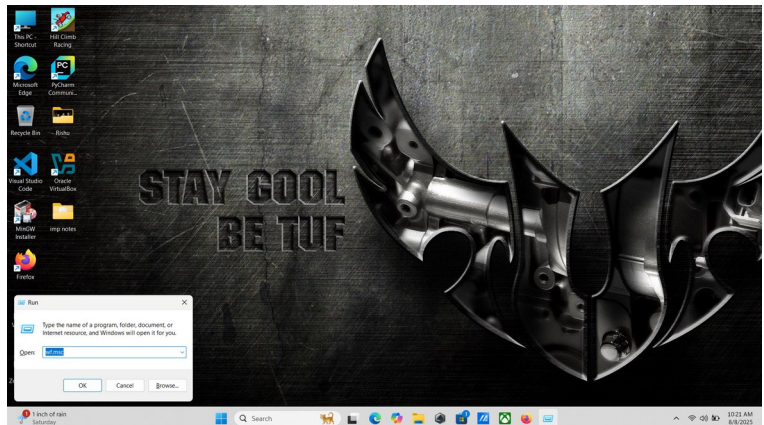 This PC -
Shortcut
Hill Climb
Racing
Microsoft
Edge
PyCharm
Communi...
Recycle Bin
Rishu
Visual Studio
Code
Oracle
VirtualBox
MinGW
Installer
imp notes
Firefox
STAY COOL
BE TUF
Run
Type the name of a program, folder, document, or
Internet resource, and Windows will open it for you.
Open:
wf.msc
OK
Cancel
Browse...
1 inch of rain
Saturday
Search
10:21 AM
8/8/2025